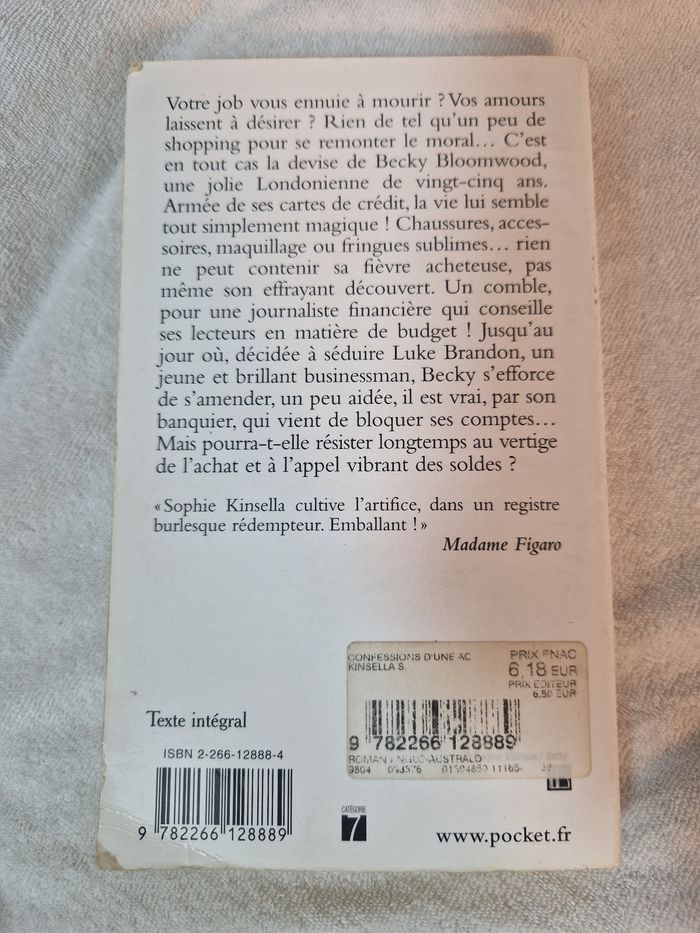 Votre job vous ennuie à mourir ? Vos amours
laissent à désirer ? Rien de tel qu'un peu de
shopping pour se remonter le moral… C'est
en tout cas la devise de Becky Bloomwood,
une jolie Londonienne de vingt-cinq ans.
Armée de ses cartes de crédit, la vie lui semble
tout simplement magique ! Chaussures, acces-
soires, maquillage ou fringues sublimes… rien
ne peut contenir sa fièvre acheteuse, pas
même son effrayant découvert. Un comble,
pour une journaliste financière qui conseille
ses lecteurs en matière de budget ! Jusqu'au
jour où, décidée à séduire Luke Brandon, un
jeune et brillant businessman, Becky s'efforce
de s'amender, un peu aidée, il est vrai, par son
banquier, qui vient de bloquer ses comptes…
Mais pourra-t-elle résister longtemps au vertige
de l'achat et à l'appel vibrant des soldes ?
« Sophie Kinsella cultive l'artifice, dans un registre
burlesque rédempteur. Emballant ! »
Madame Figaro
CONFESSIONS D'UNE AC
KINSELLA S.
PRIX FNAC
6,18 EUR
PRIX EDITEUR
6.50 EUR
9 782266 128889
ROMAN ANGLO-AUSTRALO
9804
Texte intégral
ISBN 2-266-12888-4
9 782266 128889
CATÉGORIE
7
www.pocket.fr